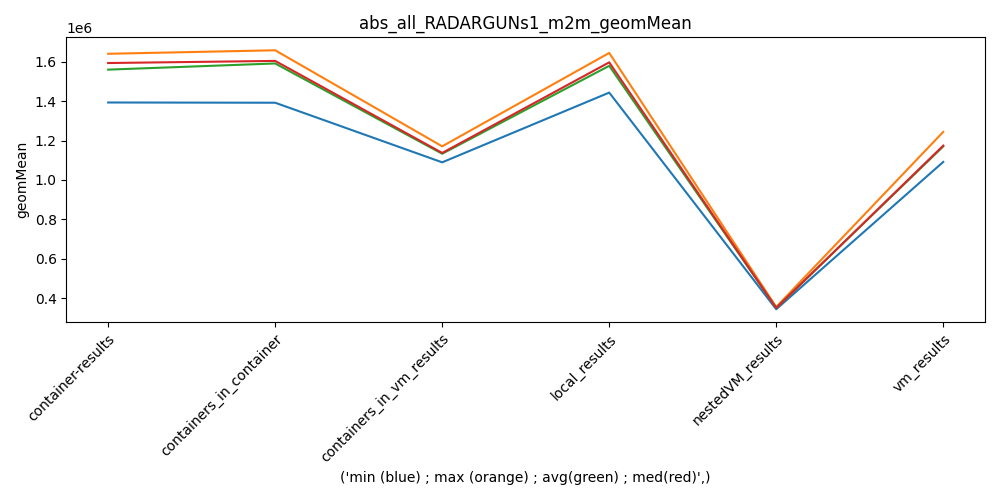 abs_all_RADARGUNs1_m2m_geomMean
1e6
1.6
1.4
1.2
1.0
0.8
0.6
0.4
geomMean
container-results
containers_in_container
containers_in_vm_results
local_results
nestedVM_results
vm_results
('min (blue) ; max (orange) ; avg(green) ; med(red)',)